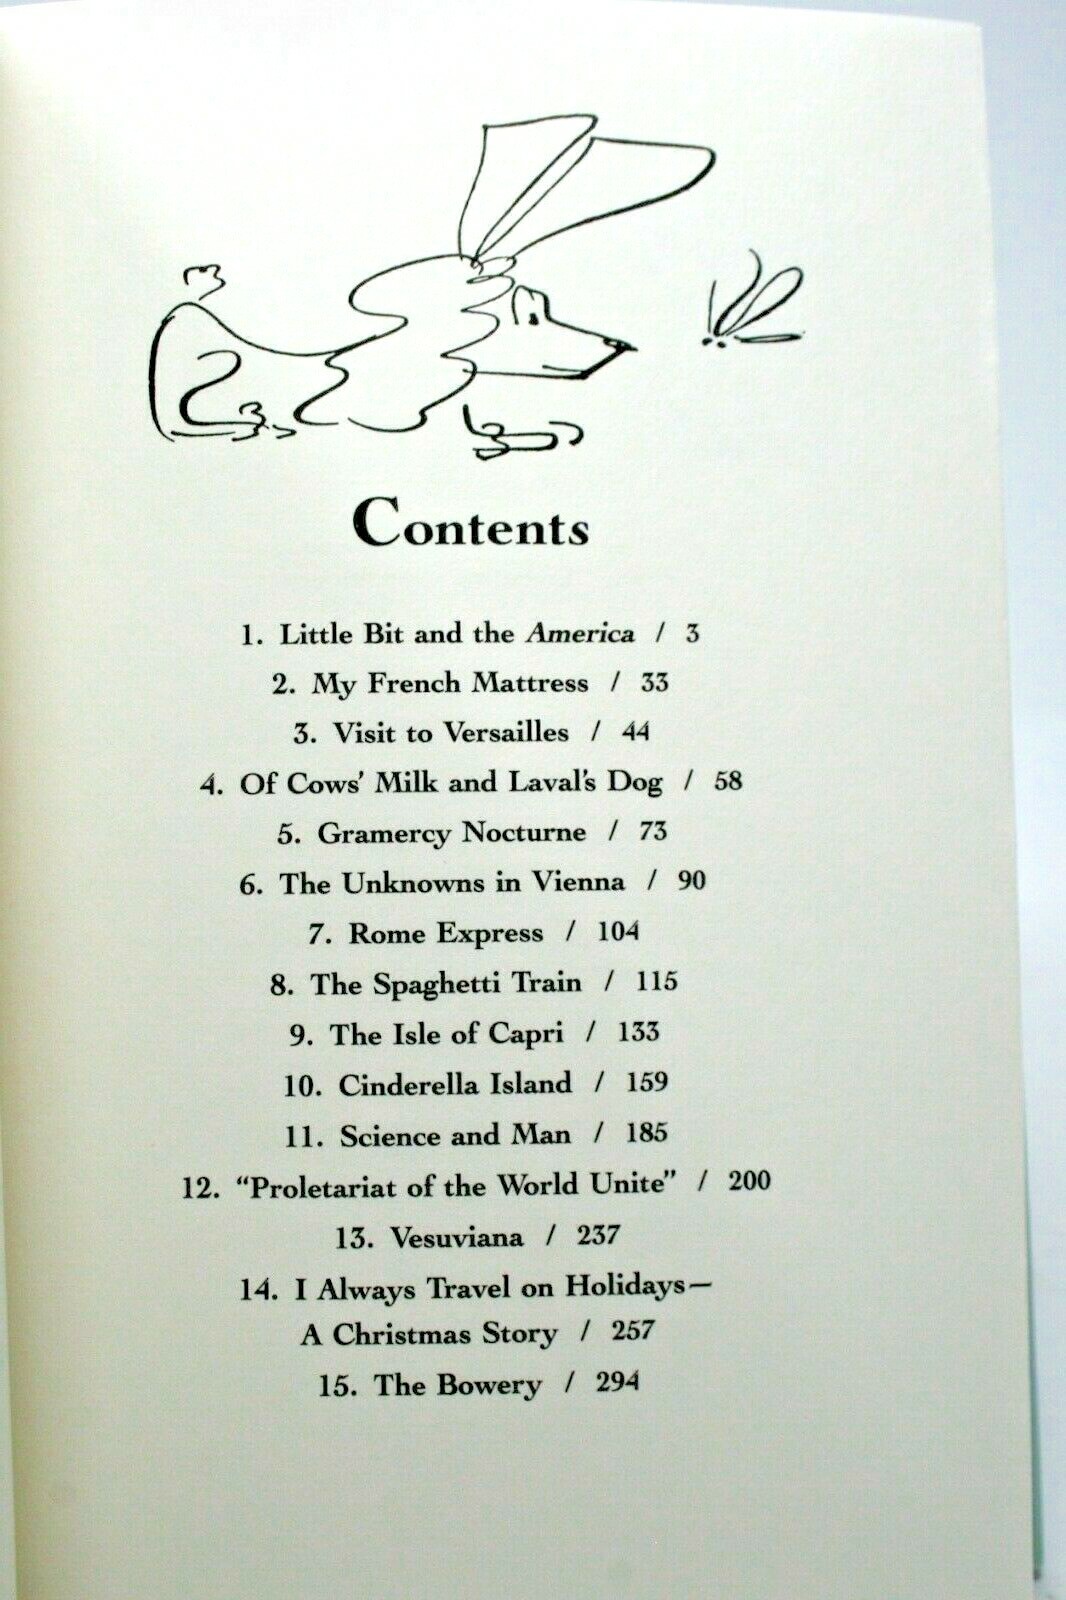 Contents
1. Little Bit and the America / 3
2. My French Mattress / 33
3. Visit to Versailles / 44
4. Of Cows' Milk and Laval's Dog / 58
5. Gramercy Nocturne / 73
6. The Unknowns in Vienna / 90
7. Rome Express / 104
8. The Spaghetti Train / 115
9. The Isle of Capri / 133
10. Cinderella Island / 159
11. Science and Man / 185
12. “Proletariat of the World Unite” / 200
13. Vesuviana / 237
14. I Always Travel on Holidays—
A Christmas Story / 257
15. The Bowery / 294